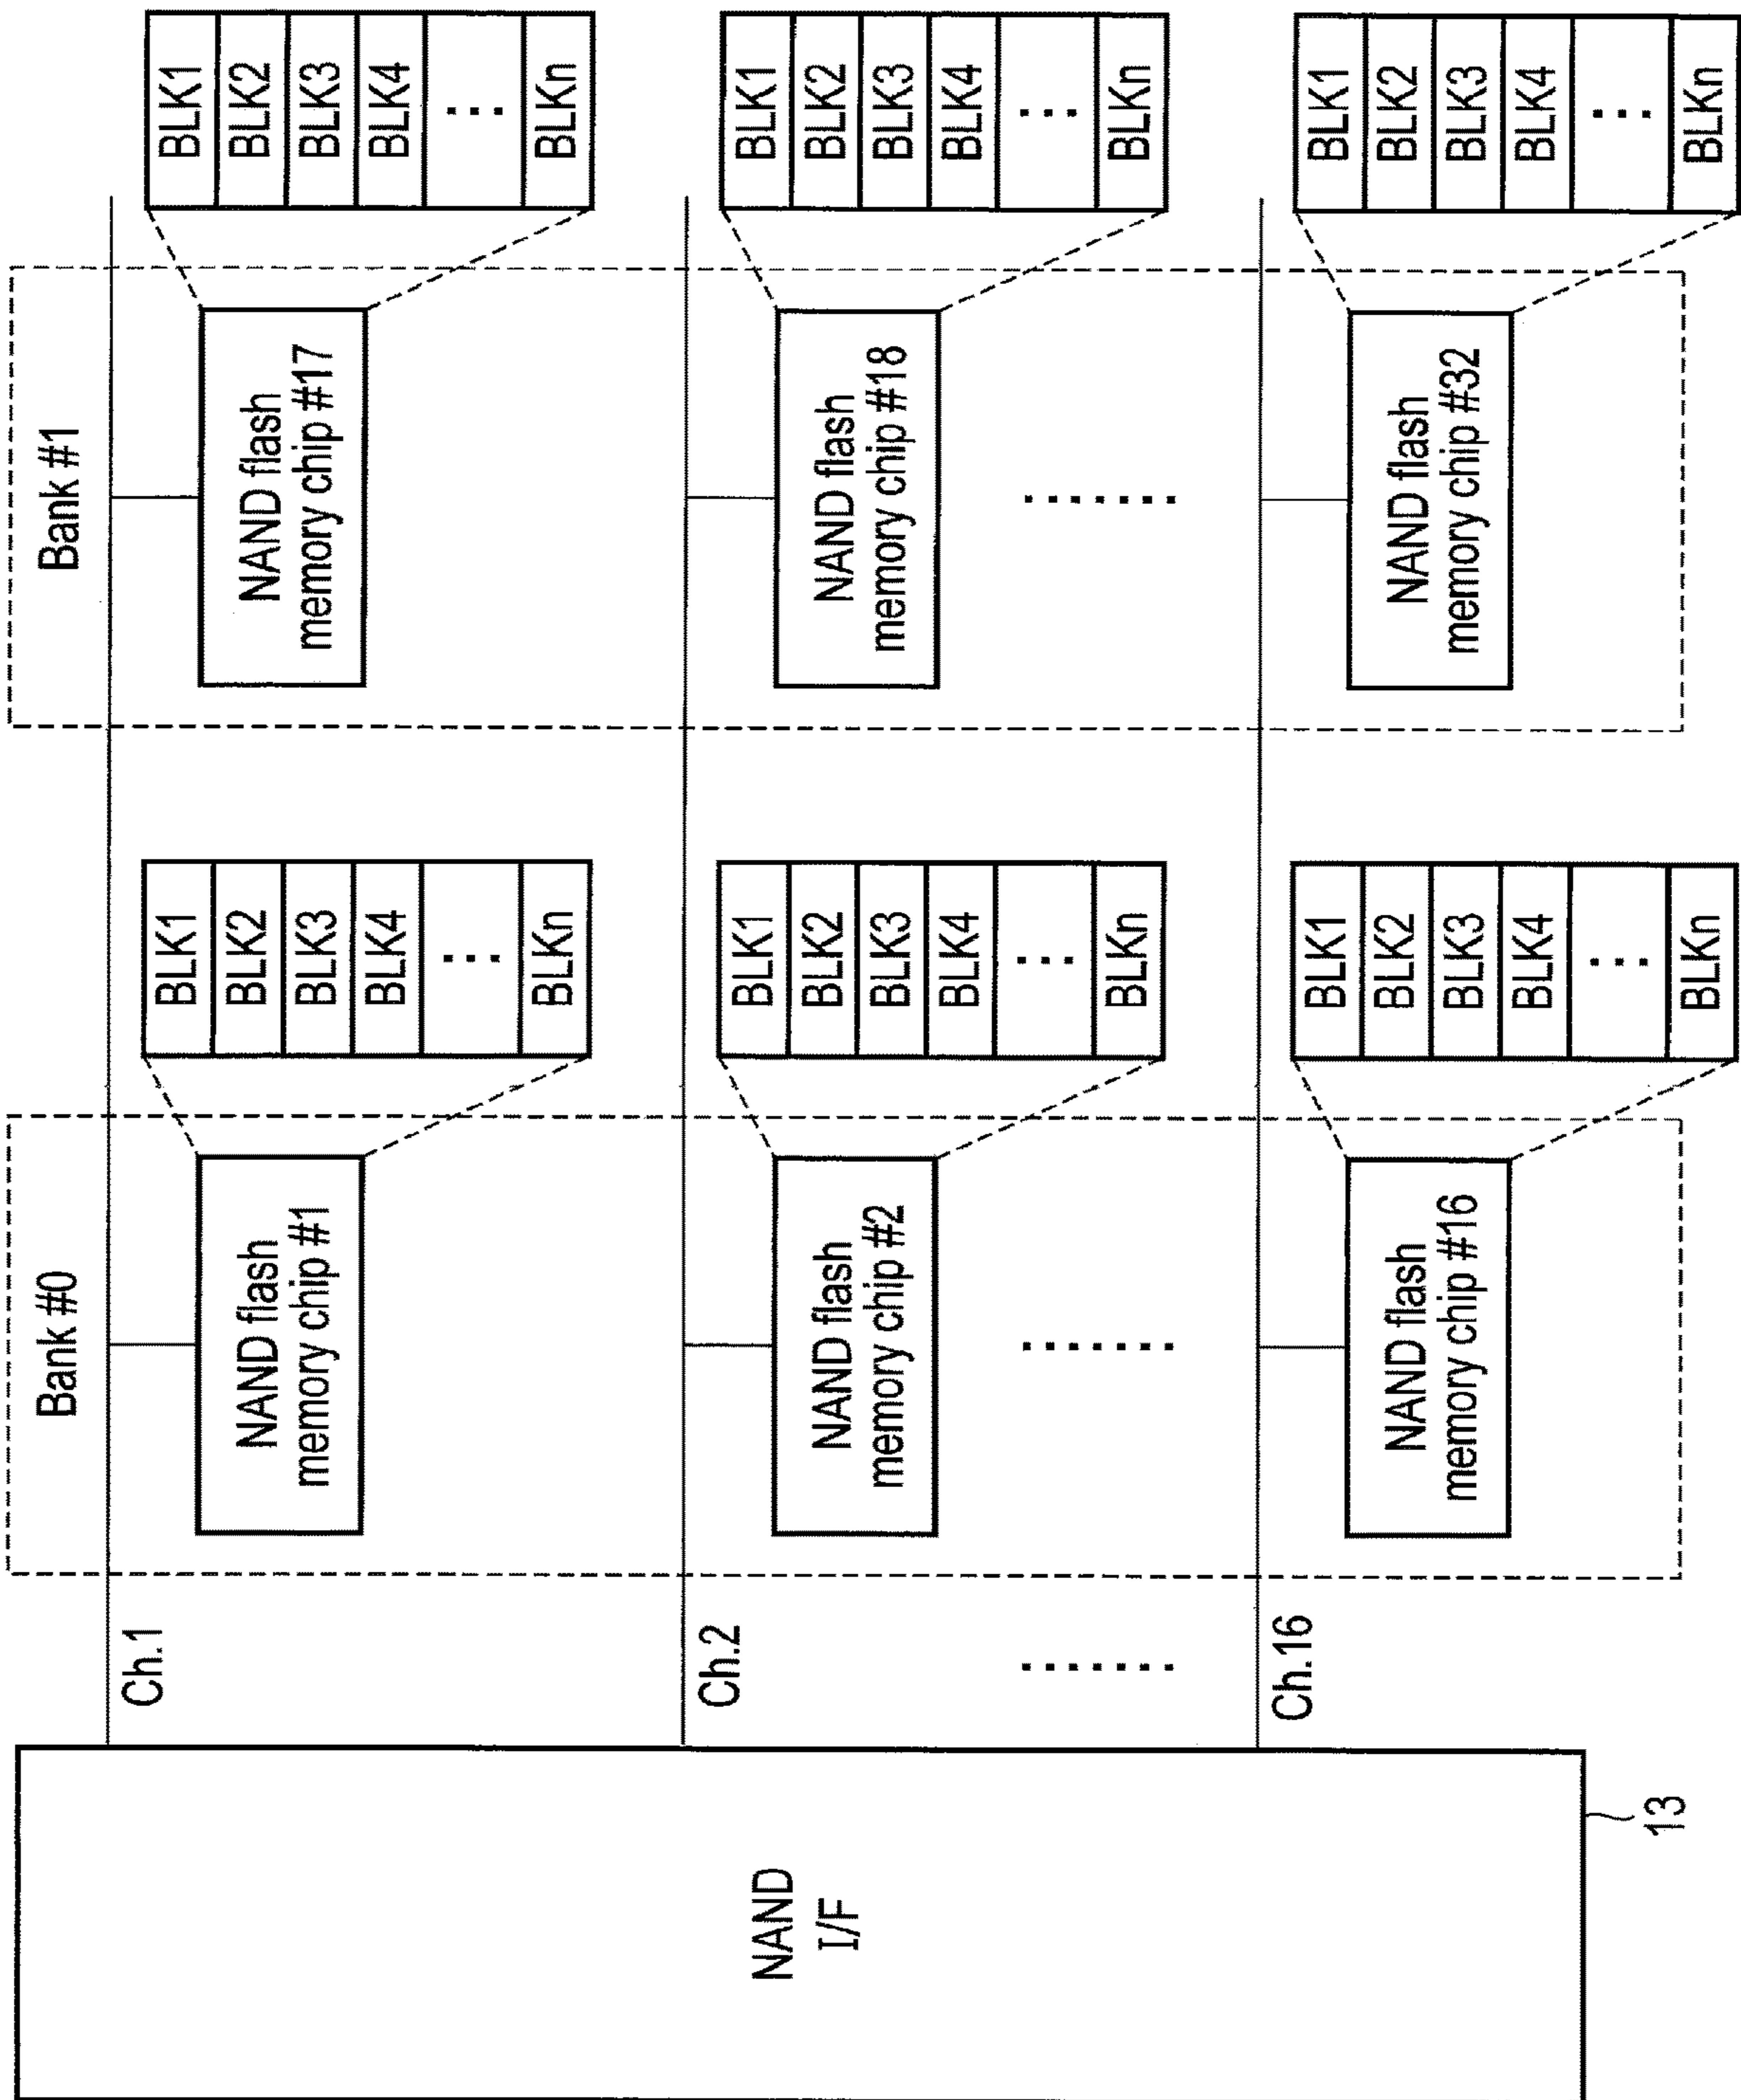 Bank #0
Bank #1
NAND
I/F
13
Ch.1
NAND flash
memory chip #1
BLK1
BLK2
BLK3
BLK4
...
BLKn
NAND flash
memory chip #17
BLK1
BLK2
BLK3
BLK4
...
BLKn
Ch.2
NAND flash
memory chip #2
BLK1
BLK2
BLK3
BLK4
...
BLKn
NAND flash
memory chip #18
BLK1
BLK2
BLK3
BLK4
...
BLKn
Ch.16
NAND flash
memory chip #16
BLK1
BLK2
BLK3
BLK4
...
BLKn
NAND flash
memory chip #32
BLK1
BLK2
BLK3
BLK4
...
BLKn